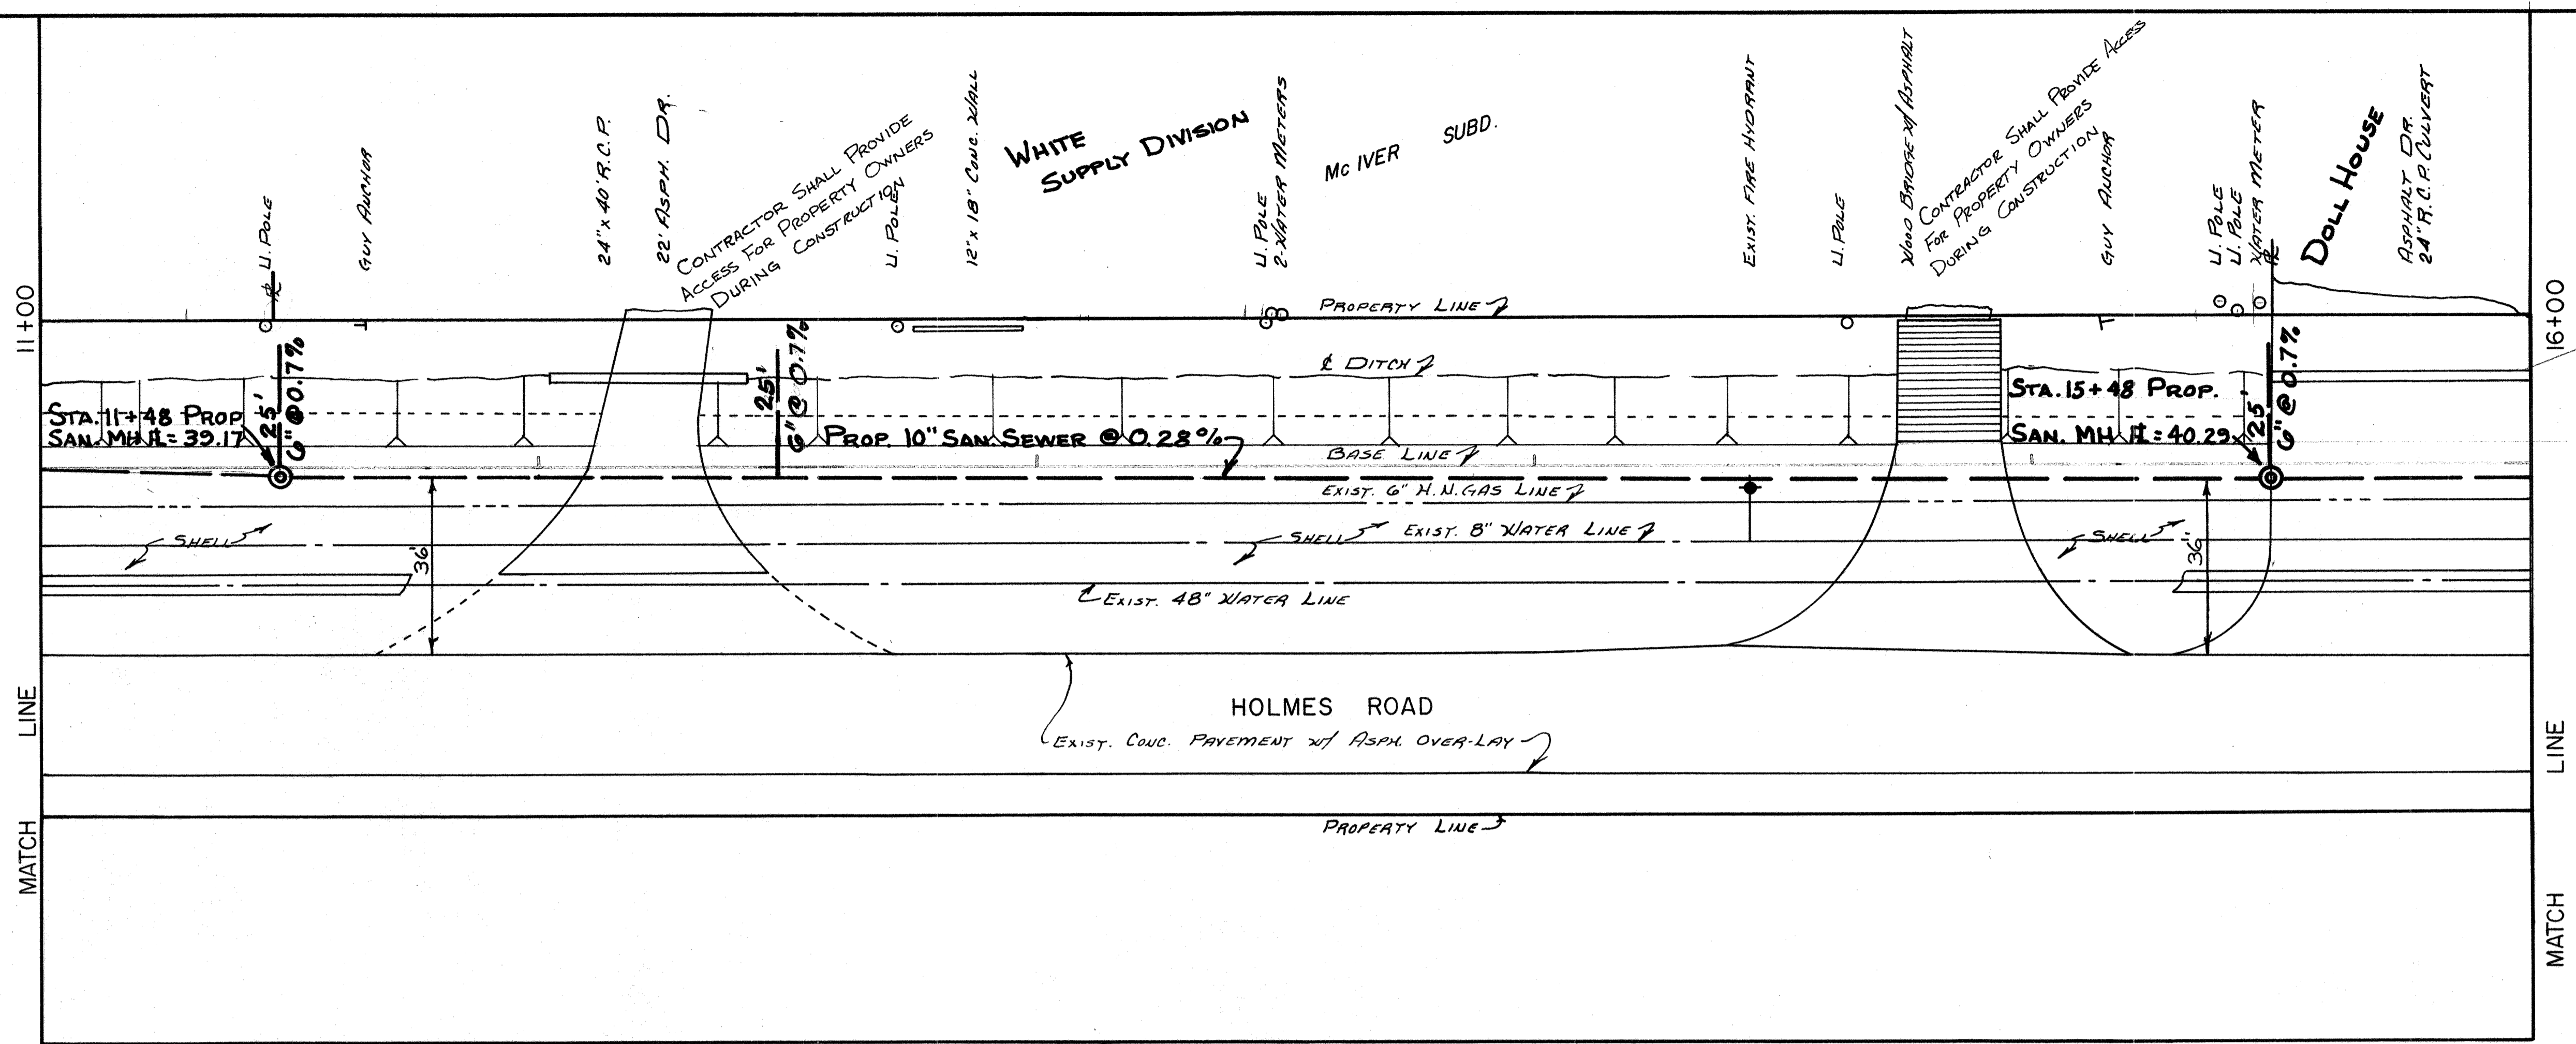 11+00
MATCH LINE
℄ U. POLE
GUY ANCHOR
24" x 40' R.C.P.
22' ASPH. DR.
CONTRACTOR SHALL PROVIDE
ACCESS FOR PROPERTY OWNERS
DURING CONSTRUCTION
U. POLE
12" x 18" CONC. WALL
WHITE
SUPPLY DIVISION
U. POLE
2-WATER METERS
MC IVER SUBD.
EXIST. FIRE HYDRANT
U. POLE
WOOD BRIDGE W/ ASPHALT
CONTRACTOR SHALL PROVIDE ACCESS
FOR PROPERTY OWNERS
DURING CONSTRUCTION
GUY ANCHOR
U. POLE
U. POLE
WATER METER
DOLL HOUSE
ASPHALT DR.
24" R.C.P. CULVERT
PROPERTY LINE
℄ DITCH
STA. 11+48 PROP.
SAN. MH ℄ = 39.17
25'
6" @ 0.7%
25'
6" @ 0.7%
PROP. 10" SAN. SEWER @ 0.28%
STA. 15+48 PROP.
SAN. MH ℄ = 40.29
25'
6" @ 0.7%
BASE LINE
EXIST. 6" H.N. GAS LINE
SHELL
SHELL
EXIST. 8" WATER LINE
SHELL
36'
36'
EXIST. 48" WATER LINE
HOLMES ROAD
EXIST. CONC. PAVEMENT W/ ASPH. OVER-LAY
PROPERTY LINE
16+00
MATCH LINE